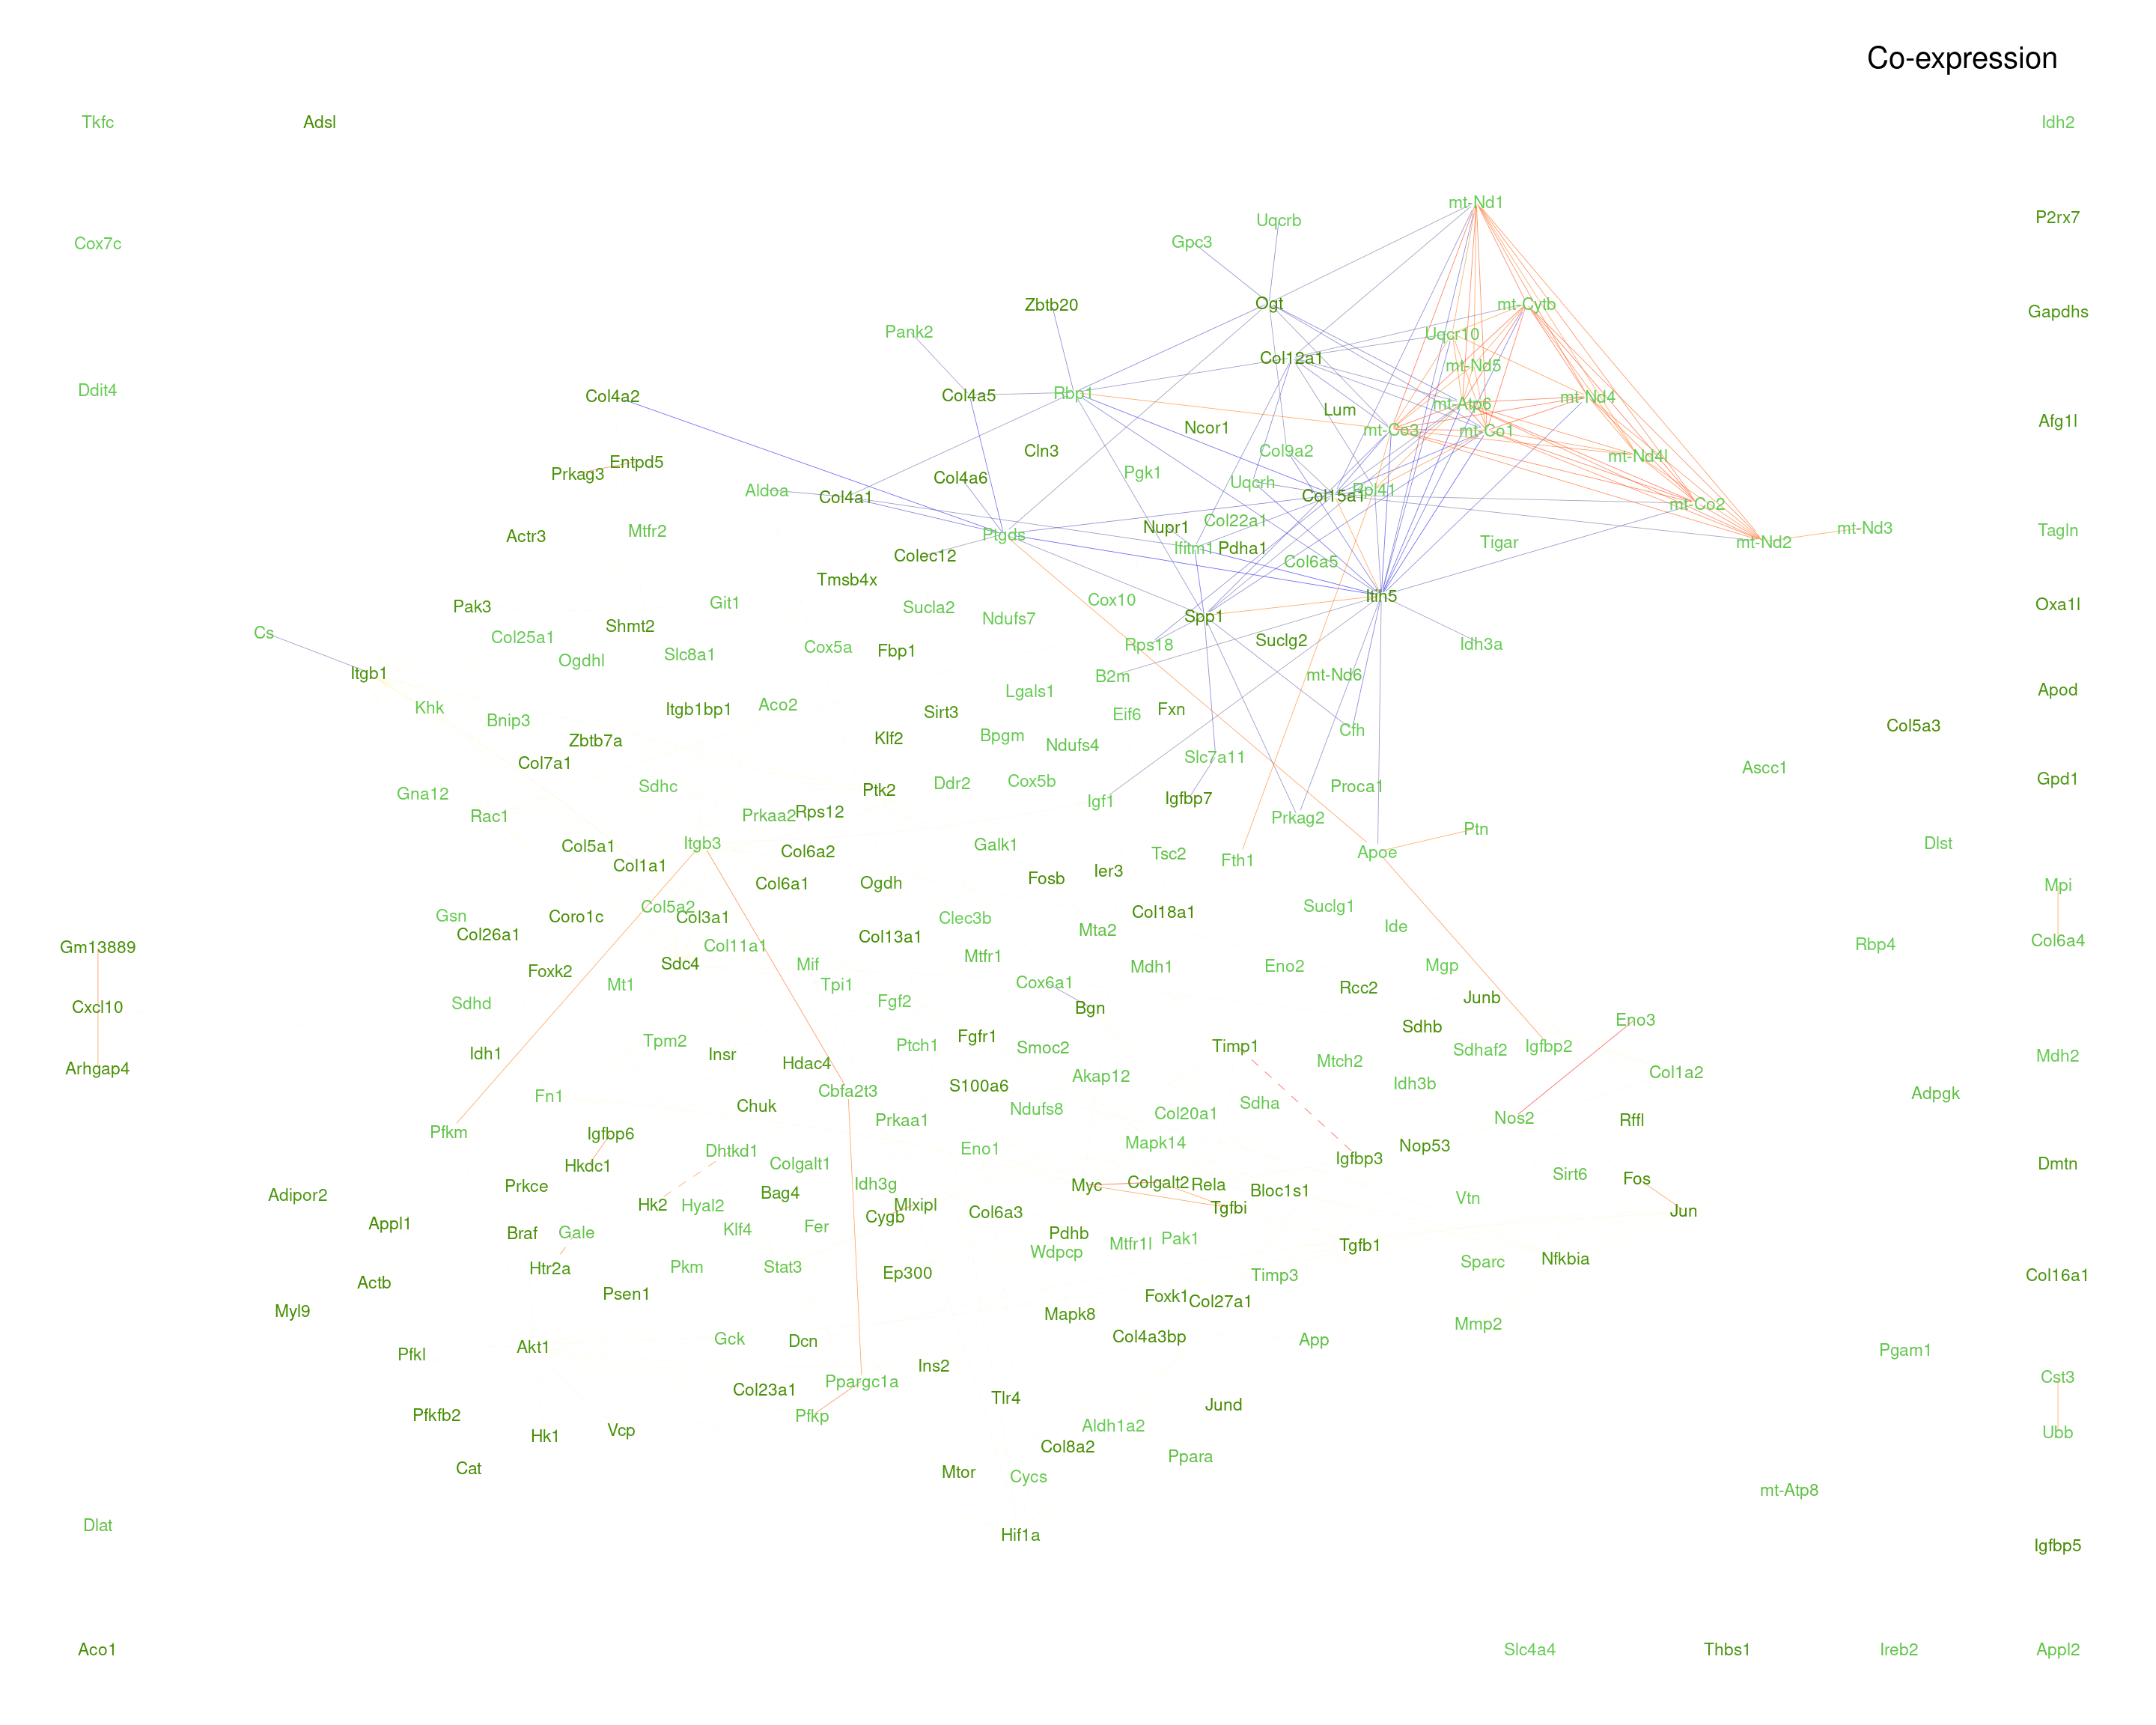 Co-expression
Tkfc
Adsl
Idh2
mt-Nd1
P2rx7
Uqcrb
Gpc3
Cox7c
Ogt
mt-Cytb
Zbtb20
Gapdhs
Pank2
Uqcr10
Col12a1
mt-Nd5
Ddit4
Col4a2
Col4a5
Rbp1
mt-Nd4
mt-Atp6
Lum
Afg1l
Ncor1
mt-Co3
mt-Co1
Cln3
Col9a2
mt-Nd4l
Entpd5
Prkag3
Pgk1
Col4a6
Uqcrh
Aldoa
Col4a1
Col15a1
Rpl41
mt-Co2
Col22a1
Nupr1
mt-Nd3
Tagln
Mtfr2
Actr3
Ptgds
mt-Nd2
Tigar
Ifitm1
Pdha1
Colec12
Col6a5
Tmsb4x
Itih5
Cox10
Git1
Oxa1l
Pak3
Sucla2
Spp1
Ndufs7
Shmt2
Cs
Col25a1
Suclg2
Rps18
Idh3a
Cox5a
Fbp1
Slc8a1
Ogdhl
Itgb1
mt-Nd6
B2m
Apod
Lgals1
Khk
Itgb1bp1
Aco2
Sirt3
Fxn
Eif6
Bnip3
Col5a3
Cfh
Bpgm
Klf2
Zbtb7a
Ndufs4
Slc7a11
Col7a1
Ascc1
Gpd1
Cox5b
Ddr2
Sdhc
Proca1
Ptk2
Gna12
Igfbp7
Igf1
Rps12
Prkaa2
Rac1
Prkag2
Ptn
Itgb3
Galk1
Dlst
Col5a1
Col6a2
Tsc2
Apoe
Fth1
Col1a1
Ier3
Fosb
Ogdh
Col6a1
Mpi
Col5a2
Suclg1
Col18a1
Gsn
Coro1c
Col3a1
Clec3b
Ide
Mta2
Col26a1
Col13a1
Col6a4
Rbp4
Col11a1
Gm13889
Mtfr1
Sdc4
Mif
Mdh1
Eno2
Mgp
Foxk2
Mt1
Tpi1
Cox6a1
Rcc2
Junb
Fgf2
Sdhd
Cxcl10
Bgn
Eno3
Sdhb
Fgfr1
Tpm2
Ptch1
Smoc2
Timp1
Igfbp2
Sdhaf2
Idh1
Insr
Mdh2
Hdac4
Mtch2
Arhgap4
Col1a2
Akap12
Idh3b
S100a6
Cbfa2t3
Adpgk
Fn1
Sdha
Chuk
Ndufs8
Col20a1
Nos2
Prkaa1
Rffl
Pfkm
Igfbp6
Mapk14
Nop53
Eno1
Dhtkd1
Igfbp3
Colgalt1
Dmtn
Hkdc1
Sirt6
Fos
Colgalt2
Idh3g
Rela
Myc
Prkce
Bloc1s1
Bag4
Adipor2
Vtn
Hk2
Hyal2
Mlxipl
Tgfbi
Jun
Col6a3
Cygb
Appl1
Fer
Klf4
Gale
Braf
Pdhb
Pak1
Mtfr1l
Tgfb1
Wdpcp
Nfkbia
Sparc
Pkm
Stat3
Htr2a
Ep300
Timp3
Col16a1
Actb
Psen1
Foxk1
Col27a1
Myl9
Mapk8
Mmp2
Col4a3bp
Gck
App
Dcn
Akt1
Pgam1
Pfkl
Ins2
Cst3
Ppargc1a
Col23a1
Tlr4
Jund
Pfkfb2
Pfkp
Aldh1a2
Vcp
Ubb
Hk1
Col8a2
Ppara
Cat
Mtor
Cycs
mt-Atp8
Dlat
Hif1a
Igfbp5
Aco1
Slc4a4
Thbs1
Ireb2
Appl2